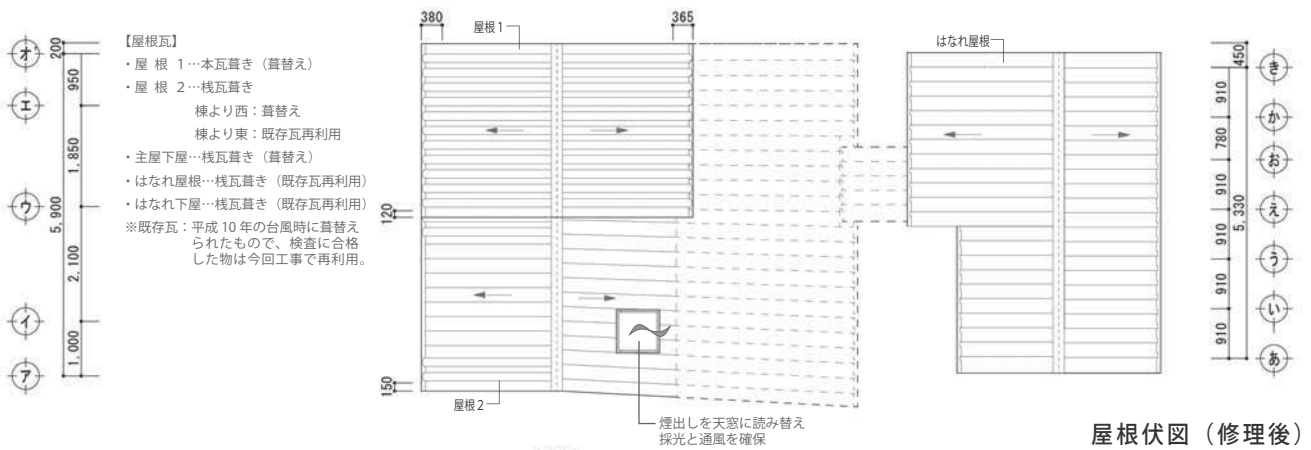 380
365
屋根1
はなれ屋根
オ
エ
ウ
イ
ア
200
950
1,850
5,900
2,100
1,000
【屋根瓦】
・屋 根 1…本瓦葺き（葺替え）
・屋 根 2…桟瓦葺き
棟より西：葺替え
棟より東：既存瓦再利用
・主屋下屋…桟瓦葺き（葺替え）
・はなれ屋根…桟瓦葺き（既存瓦再利用）
・はなれ下屋…桟瓦葺き（既存瓦再利用）
※既存瓦：平成 10 年の台風時に葺替え
られたもので、検査に合格
した物は今回工事で再利用。
120
150
屋根2
煙出しを天窓に読み替え
採光と通風を確保
450
910
780
910
910
910
910
5,330
き
か
お
え
う
い
あ
屋根伏図（修理後）